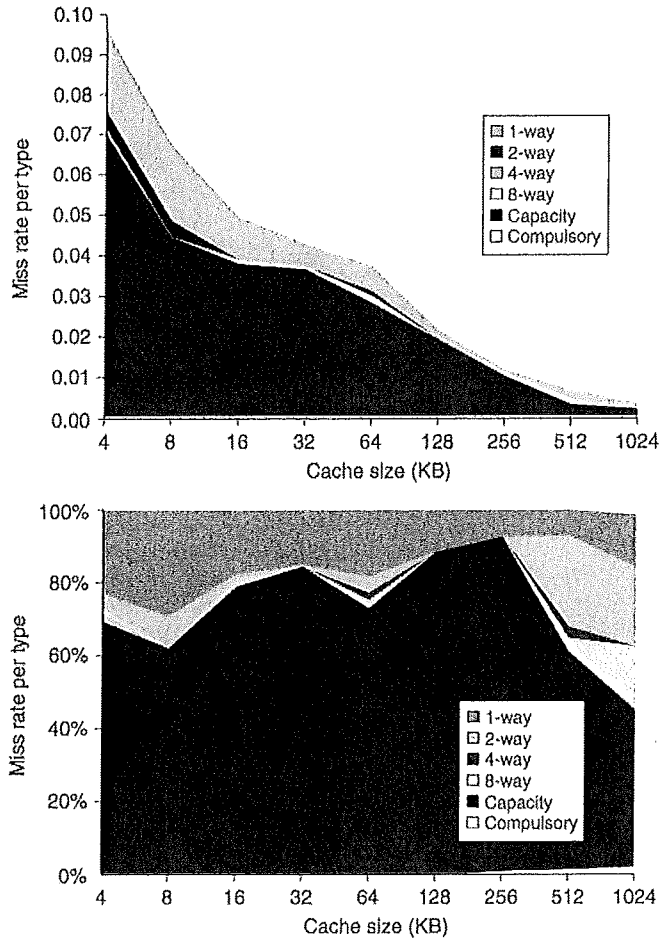 0.10
0.09
0.08
0.07
0.06
0.05
0.04
0.03
0.02
0.01
0.00
Miss rate per type
1-way
2-way
4-way
8-way
Capacity
Compulsory
4 8 16 32 64 128 256 512 1024
Cache size (KB)
100%
80%
60%
40%
20%
0%
Miss rate per type
1-way
2-way
4-way
8-way
Capacity
Compulsory
4 8 16 32 64 128 256 512 1024
Cache size (KB)